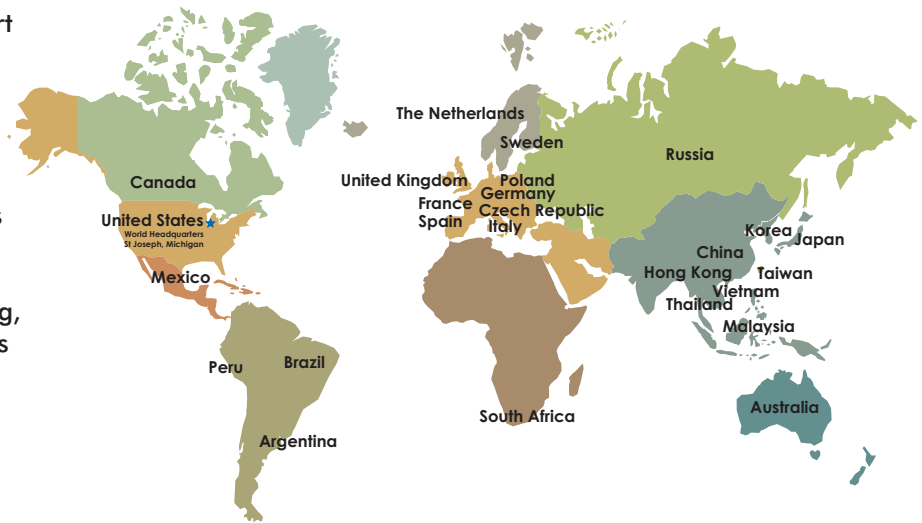 rt
s
g,
s
The Netherlands
Sweden
Russia
Canada
United Kingdom
Poland
Germany
France
Czech Republic
Spain
Italy
United States
World Headquarters
St Joseph, Michigan
Korea
Japan
China
Mexico
Hong Kong
Taiwan
Vietnam
Thailand
Malaysia
Peru
Brazil
South Africa
Australia
Argentina